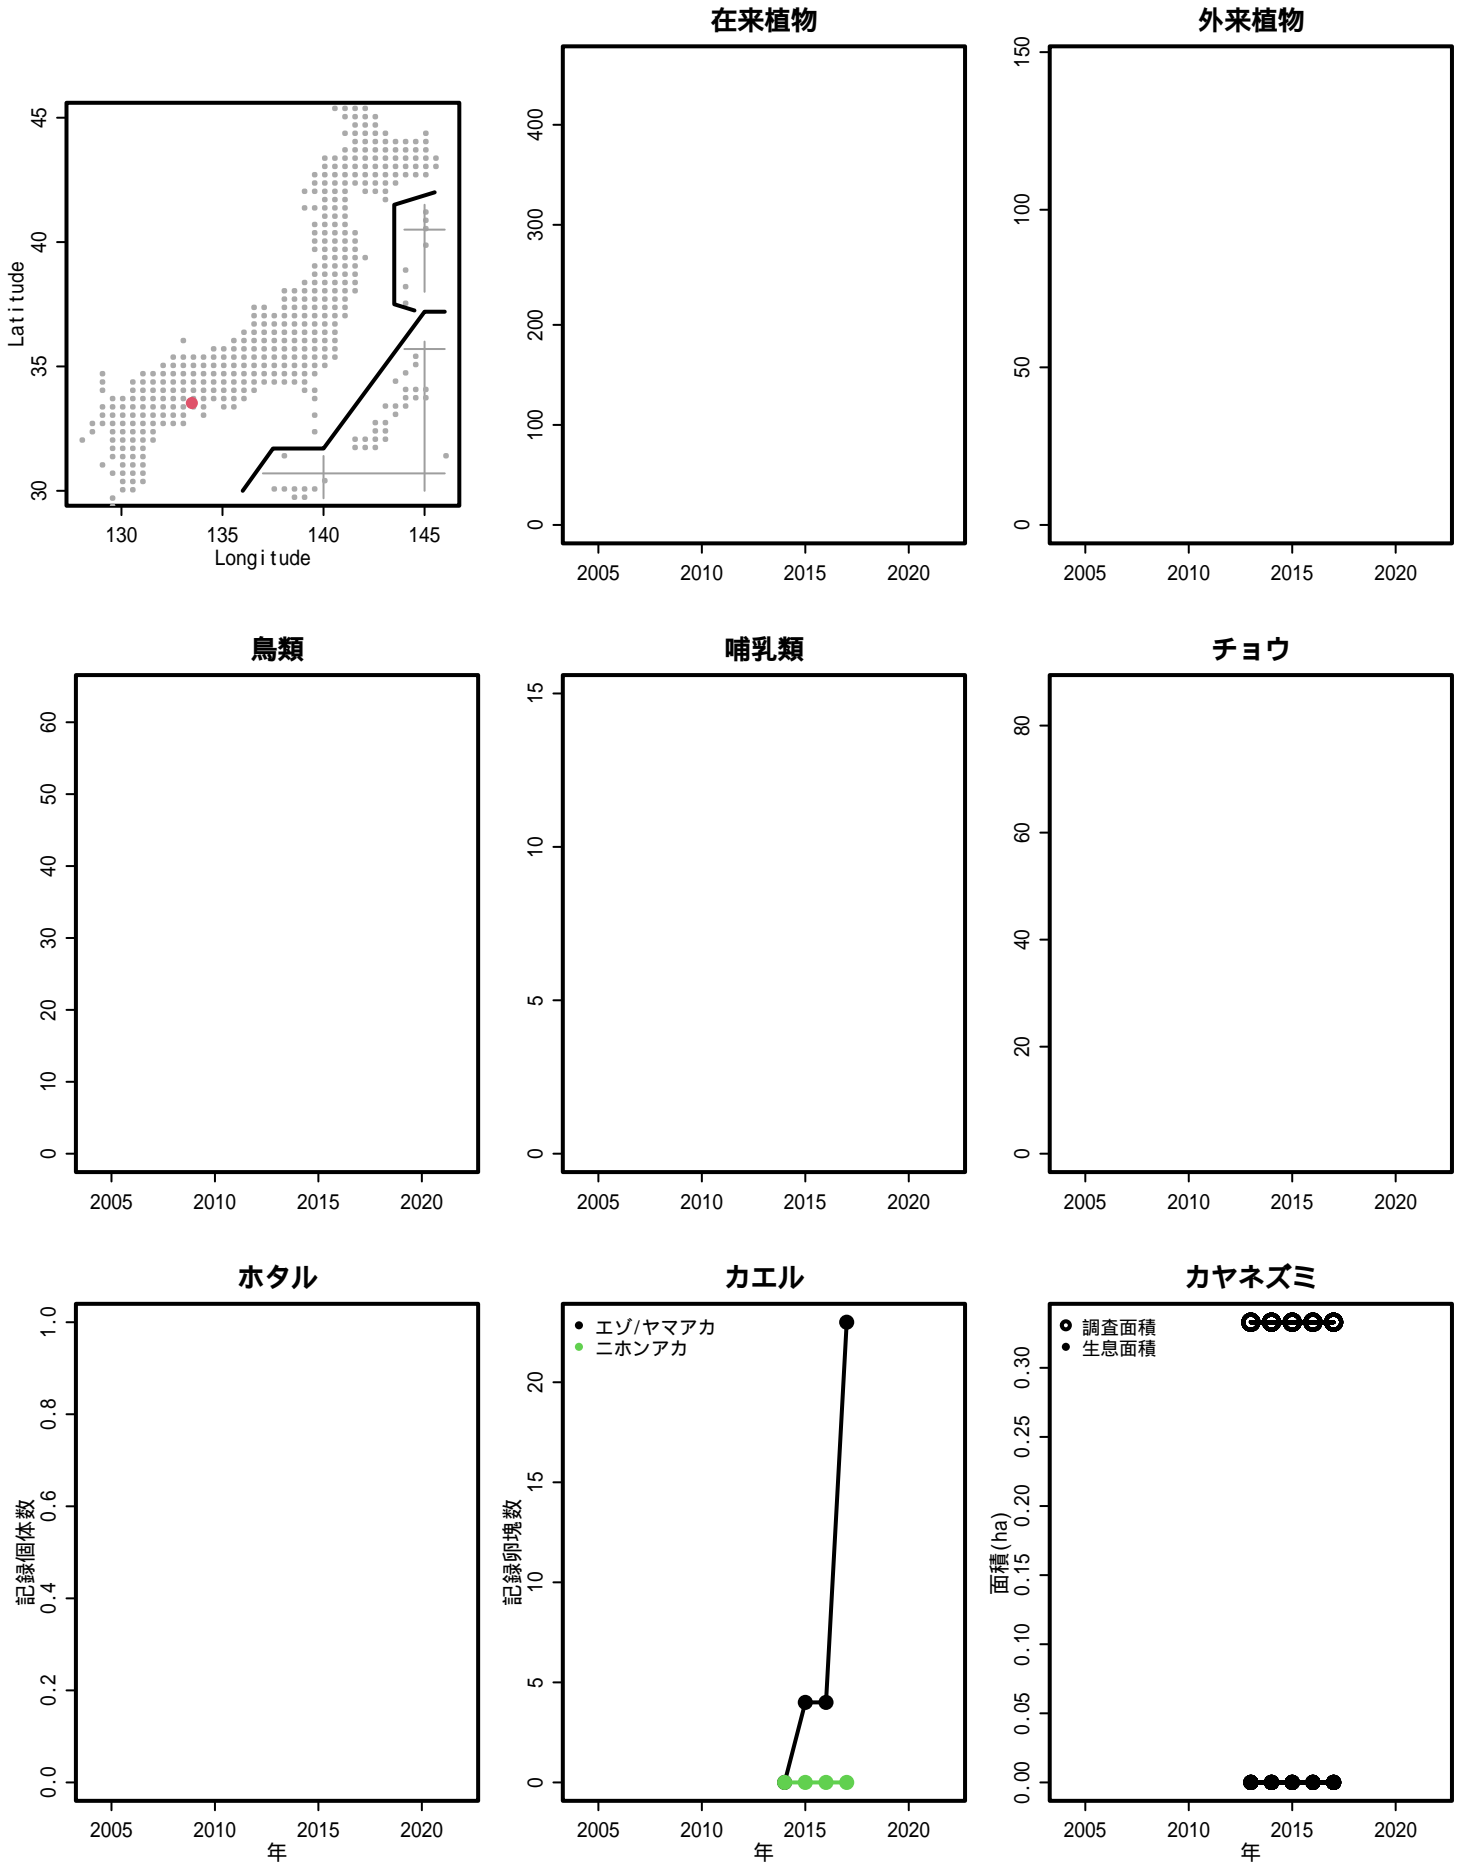 在来植物
外来植物
Latitude
45
40
35
30
130 135 140 145
Longitude
400
300
200
100
0
2005 2010 2015 2020
150
100
50
0
2005 2010 2015 2020
鳥類
哺乳類
チョウ
60
50
40
30
20
10
0
2005 2010 2015 2020
15
10
5
0
2005 2010 2015 2020
80
60
40
20
0
2005 2010 2015 2020
ホタル
カエル
カヤネズミ
記録個体数
1.0
0.8
0.6
0.4
0.2
0.0
2005 2010 2015 2020
年
エゾ/ヤマアカ
ニホンアカ
記録卵塊数
20
15
10
5
0
2005 2010 2015 2020
年
調査面積
生息面積
面積(ha)
0.30
0.25
0.20
0.15
0.10
0.05
0.00
2005 2010 2015 2020
年